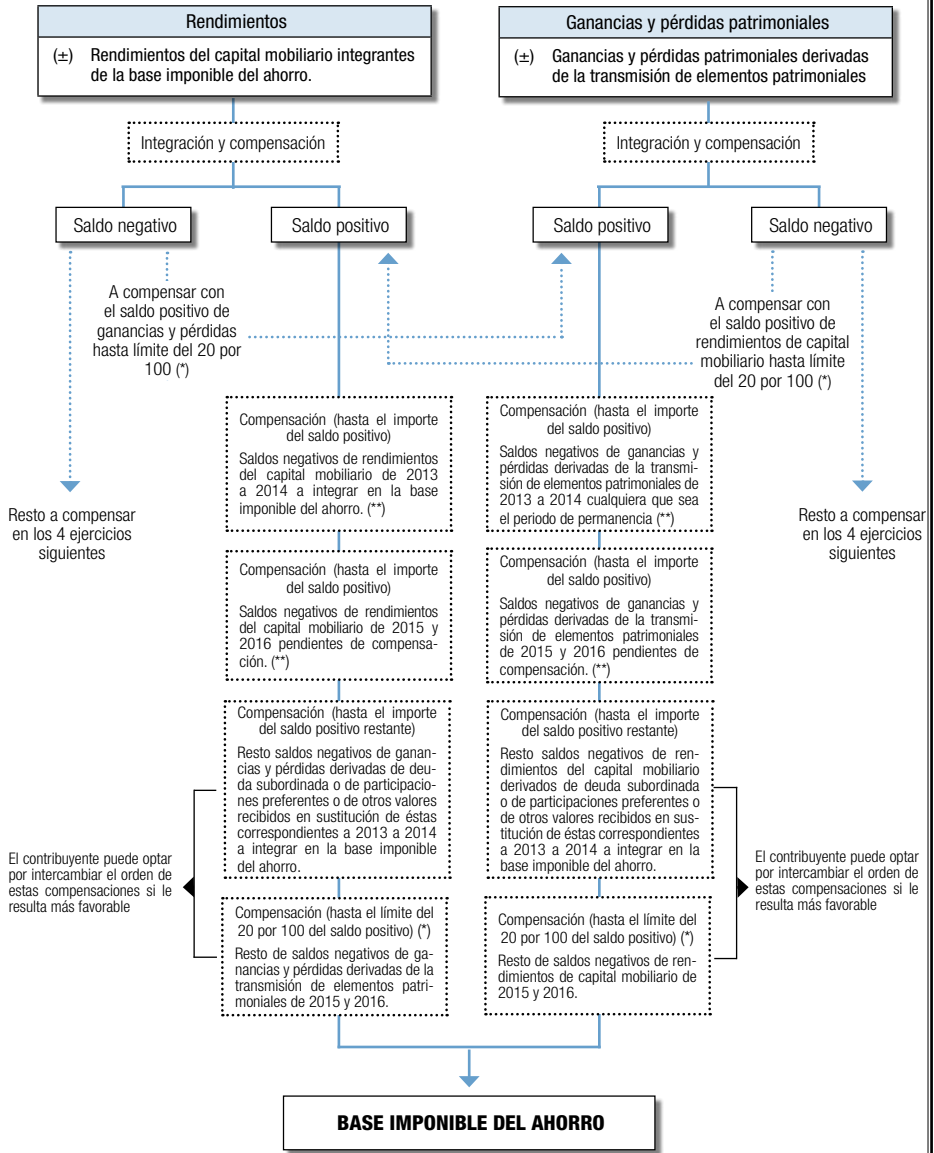 Rendimientos
(±) Rendimientos del capital mobiliario integrantes
de la base imponible del ahorro.
Ganancias y pérdidas patrimoniales
(±) Ganancias y pérdidas patrimoniales derivadas
de la transmisión de elementos patrimoniales
Integración y compensación
Integración y compensación
Saldo negativo
Saldo positivo
Saldo positivo
Saldo negativo
A compensar con
el saldo positivo de
ganancias y pérdidas
hasta límite del 20 por
100 (*)
A compensar con
el saldo positivo de
rendimientos de capital
mobiliario hasta límite
del 20 por 100 (*)
Resto a compensar
en los 4 ejercicios
siguientes
Compensación (hasta el importe
del saldo positivo)
Saldos negativos de rendimientos
del capital mobiliario de 2013
a 2014 a integrar en la base
imponible del ahorro. (**)
Compensación (hasta el importe
del saldo positivo)
Saldos negativos de ganancias y
pérdidas derivadas de la transmi-
sión de elementos patrimoniales de
2013 a 2014 cualquiera que sea
el periodo de permanencia (**)
Resto a compensar
en los 4 ejercicios
siguientes
Compensación (hasta el importe
del saldo positivo)
Saldos negativos de rendimientos
del capital mobiliario de 2015 y
2016 pendientes de compensa-
ción. (**)
Compensación (hasta el importe
del saldo positivo)
Saldos negativos de ganancias y
pérdidas derivadas de la transmi-
sión de elementos patrimoniales
de 2015 y 2016 pendientes de
compensación. (**)
Compensación (hasta el importe
del saldo positivo restante)
Resto saldos negativos de ganan-
cias y pérdidas derivadas de deu-
da subordinada o de participacio-
nes preferentes o de otros valores
recibidos en sustitución de éstas
correspondientes a 2013 a 2014
a integrar en la base imponible
del ahorro.
Compensación (hasta el importe
del saldo positivo restante)
Resto saldos negativos de ren-
dimientos del capital mobiliario
derivados de deuda subordinada
o de participaciones preferentes o
de otros valores recibidos en sus-
titución de éstas correspondientes
a 2013 a 2014 a integrar en la
base imponible del ahorro.
El contribuyente puede optar
por intercambiar el orden de
estas compensaciones si le
resulta más favorable
El contribuyente puede optar
por intercambiar el orden de
estas compensaciones si le
resulta más favorable
Compensación (hasta el límite del
20 por 100 del saldo positivo) (*)
Resto de saldos negativos de ga-
nancias y pérdidas derivadas de la
transmisión de elementos patri-
moniales de 2015 y 2016.
Compensación (hasta el límite del
20 por 100 del saldo positivo) (*)
Resto de saldos negativos de ren-
dimientos de capital mobiliario de
2015 y 2016.
BASE IMPONIBLE DEL AHORRO